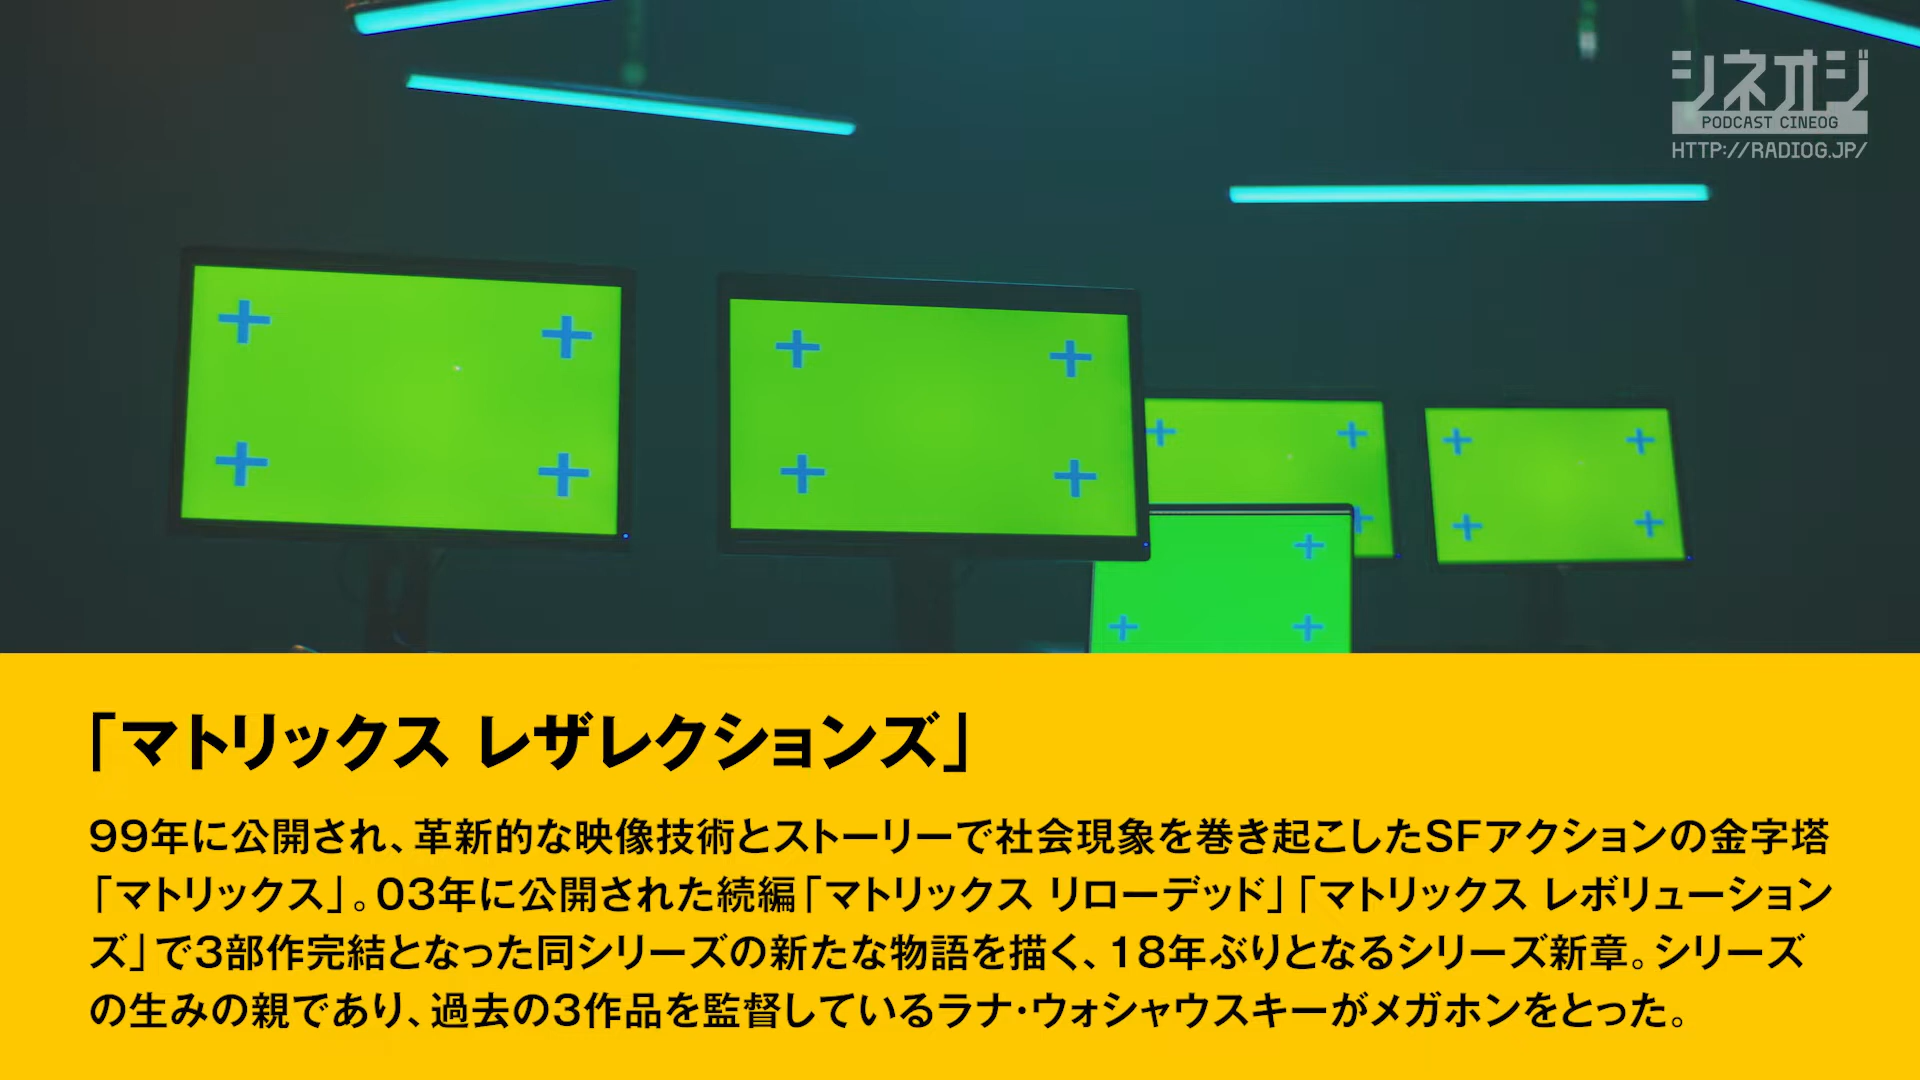 シネオジ
PODCAST CINEOG
HTTP://RADIOG.JP/
「マトリックス レザレクションズ」
99年に公開され、革新的な映像技術とストーリーで社会現象を巻き起こしたSFアクションの金字塔
「マトリックス」。03年に公開された続編「マトリックス リローデッド」「マトリックス レボリューション
ズ」で3部作完結となった同シリーズの新たな物語を描く、18年ぶりとなるシリーズ新章。シリーズ
の生みの親であり、過去の3作品を監督しているラナ・ウォシャウスキーがメガホンをとった。